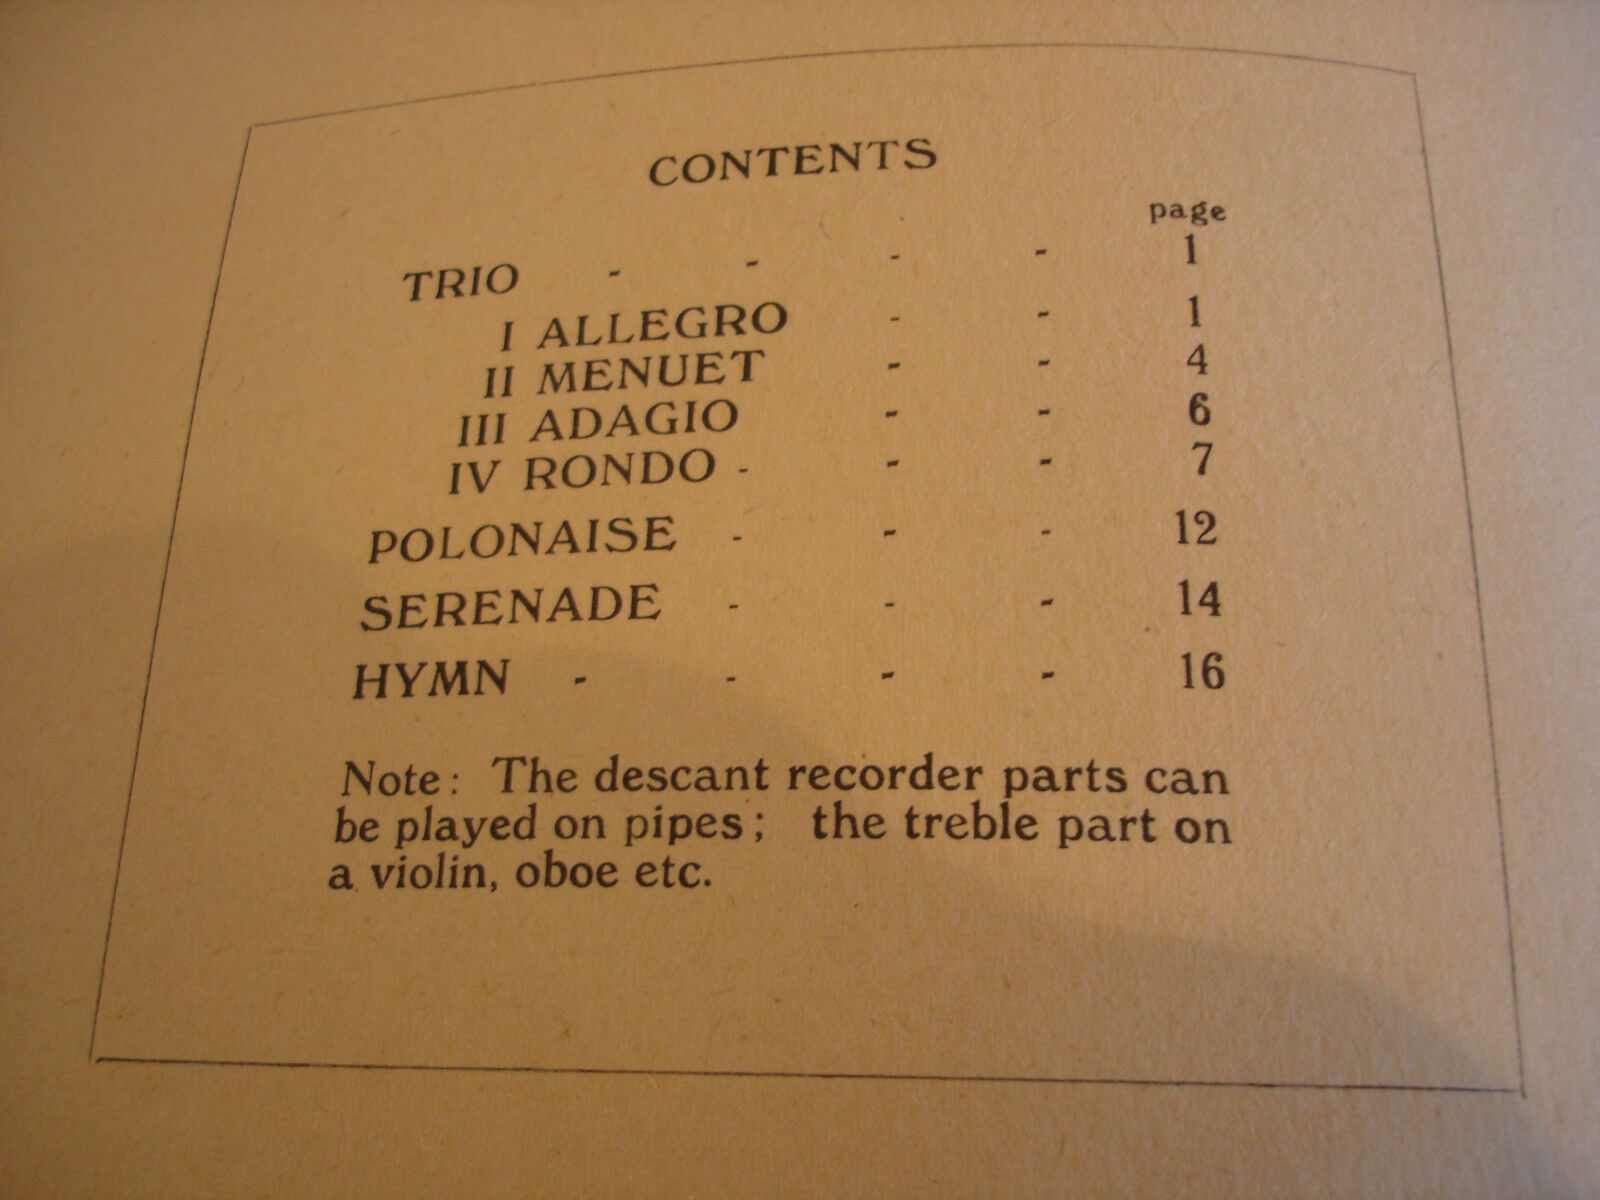 CONTENTS
page
TRIO - - - - 1
I ALLEGRO - - 1
II MENUET - - 4
III ADAGIO - - 6
IV RONDO - - - 7
POLONAISE - - - 12
SERENADE - - - 14
HYMN - - - - 16
Note: The descant recorder parts can
be played on pipes; the treble part on
a violin, oboe etc.